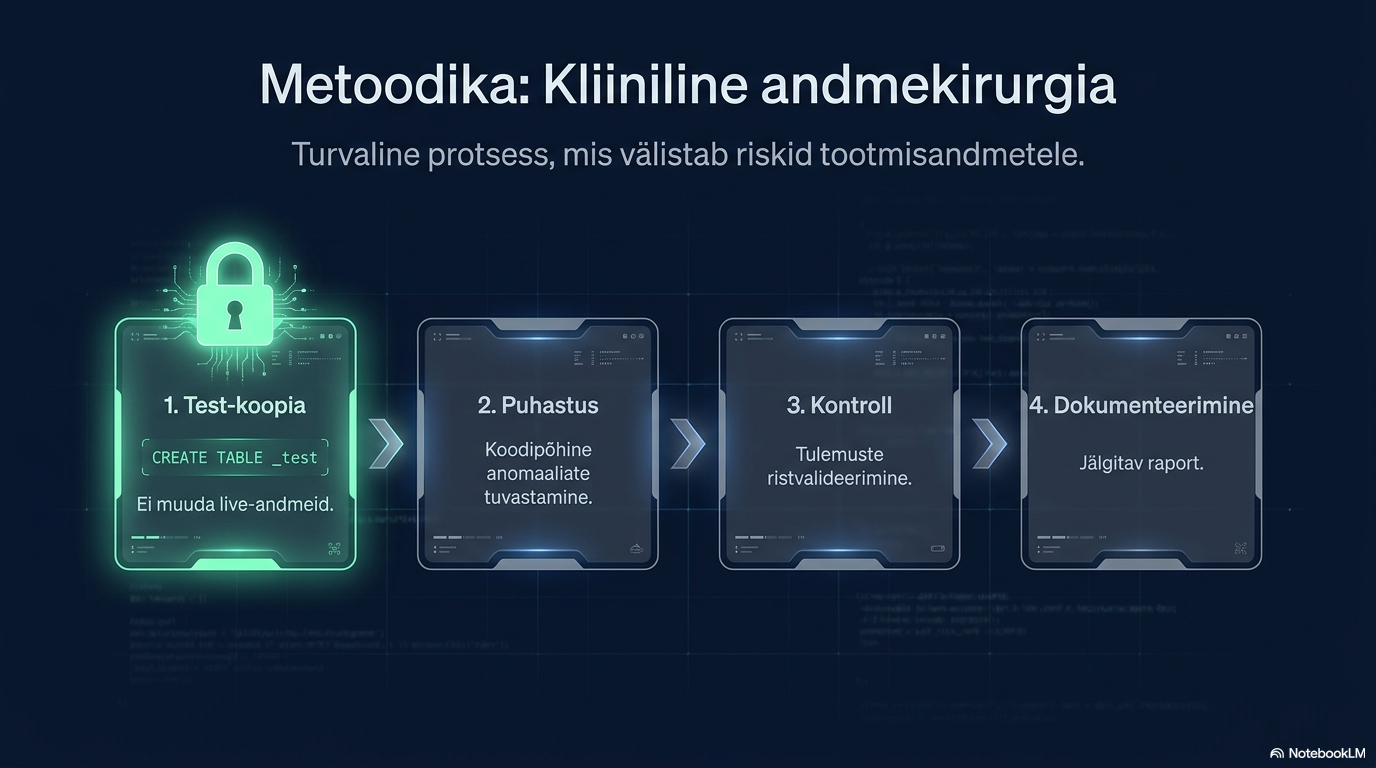 Metoodika: Kliiniline andmekirurgia
Turvaline protsess, mis välistab riskid tootmisandmetele.
1. Test-koopia
CREATE TABLE _test
Ei muuda live-andmeid.
2. Puhastus
Koodipõhine
anomaaliate
tuvastamine.
3. Kontroll
Tulemuste
ristvalideerimine.
4. Dokumenteerimine
Jälgitav raport.
NotebookLM